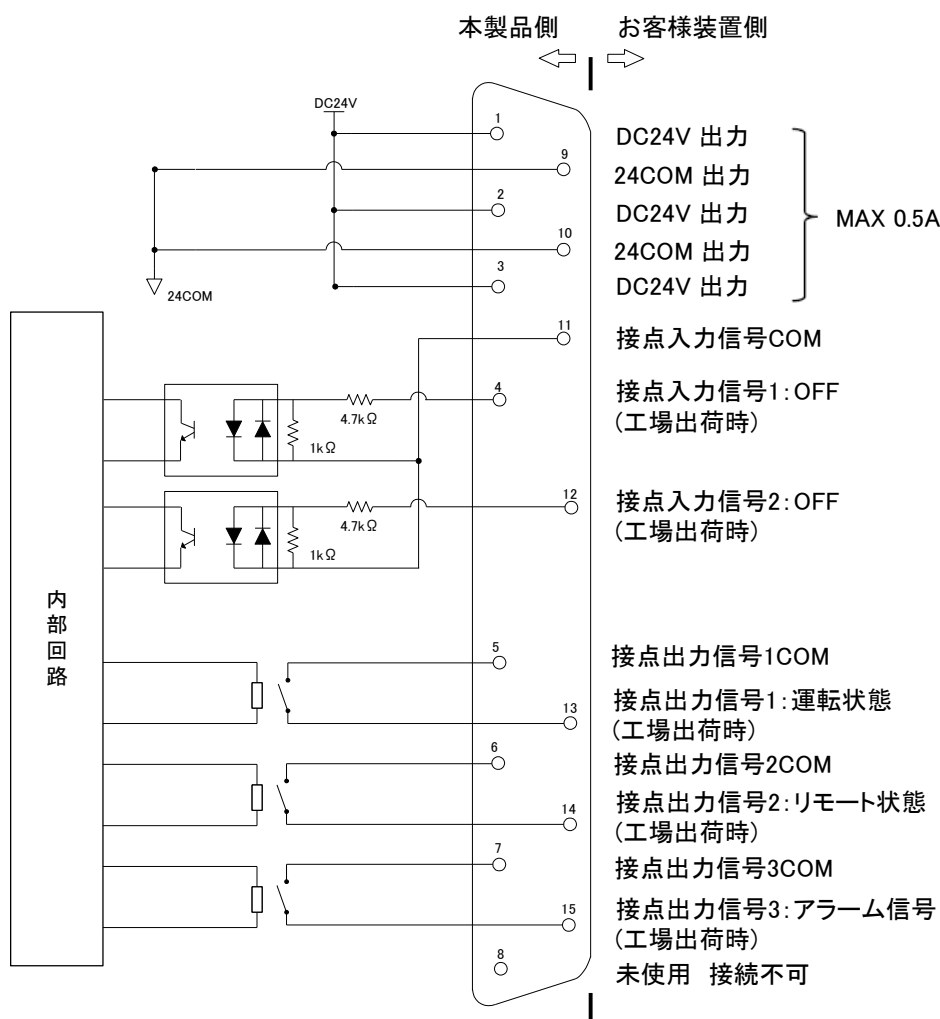 本製品側 お客様装置側
DC24V
1 DC24V 出力
9 24COM 出力
2 DC24V 出力
MAX 0.5A
10 24COM 出力
3 DC24V 出力
24COM
11 接点入力信号COM
4 接点入力信号1:OFF
(工場出荷時)
4.7kΩ
1kΩ
12 接点入力信号2:OFF
(工場出荷時)
4.7kΩ
1kΩ
内部回路
5 接点出力信号1COM
13 接点出力信号1:運転状態
(工場出荷時)
6 接点出力信号2COM
14 接点出力信号2:リモート状態
(工場出荷時)
7 接点出力信号3COM
15 接点出力信号3:アラーム信号
(工場出荷時)
8 未使用 接続不可